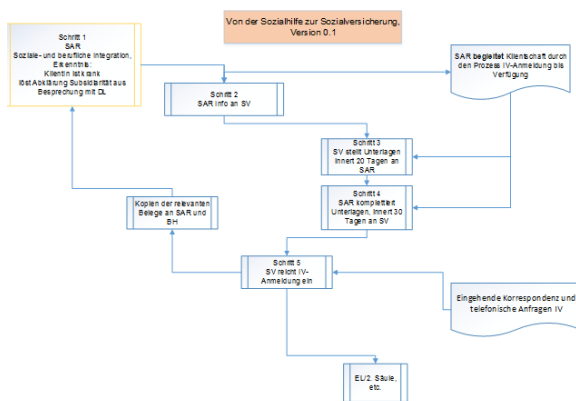 Von der Sozialhilfe zur Sozialversicherung,
Version 0.1
Schritt 1
SAR
Soziale- und berufliche Integration,
Erkenntnis:
Klientin ist krank
löst Abklärung Subsidiarität aus
Besprechung mit DL
SAR begleitet Klientschaft durch
den Prozess IV-Anmeldung bis
Verfügung
Schritt 2
SAR Info an SV
Schritt 3
SV stellt Unterlagen
innert 20 Tagen an
SAR
Schritt 4
SAR komplettiert
Unterlagen, innert 30
Tagen an SV
Kopien der relevanten
Belege an SAR und
BH
Schritt 5
SV reicht IV-
Anmeldung ein
Eingehende Korrespondenz und
telefonische Anfragen IV
EL/2. Säule,
etc.